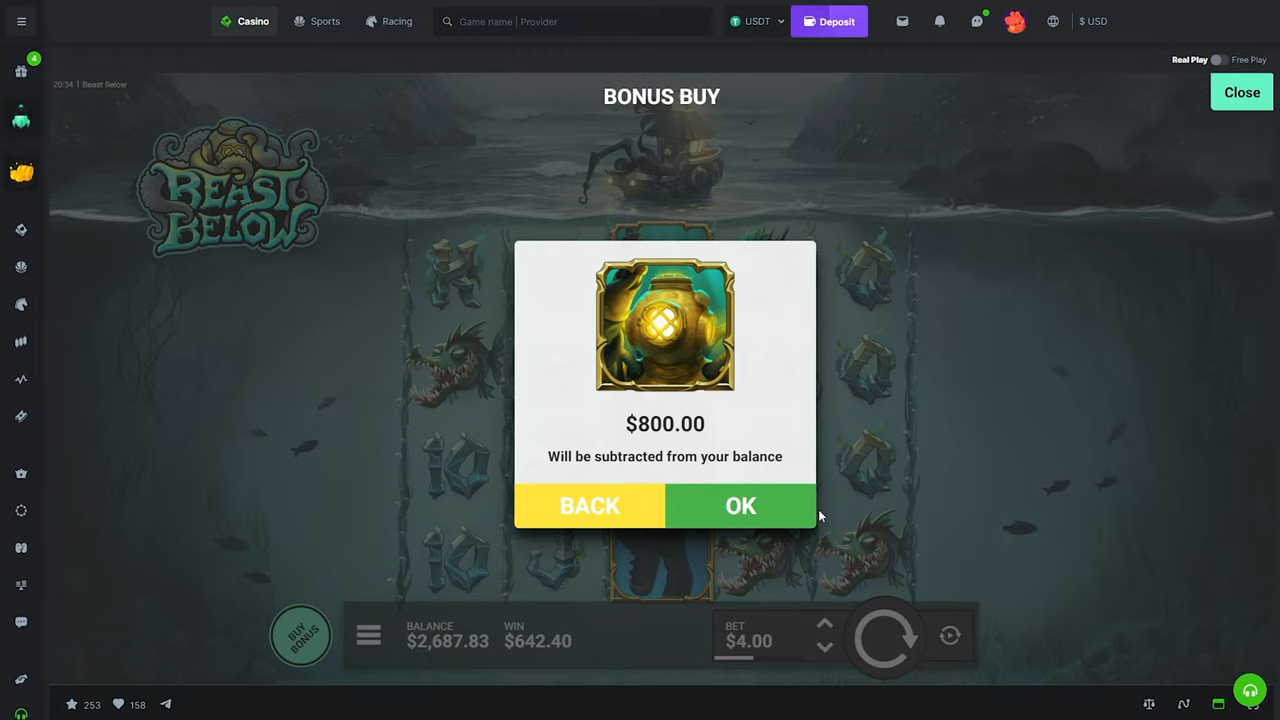 Casino
Sports
Racing
Game name | Provider
USDT
Deposit
$ USD
4
Real Play
Free Play
20:34 | Beast Below
BONUS BUY
Close
BEAST
BELOW
$800.00
Will be subtracted from your balance
BACK
OK
BUY
BONUS
BALANCE
$2,687.83
WIN
$642.40
BET
$4.00
K
10
10
J
253
158